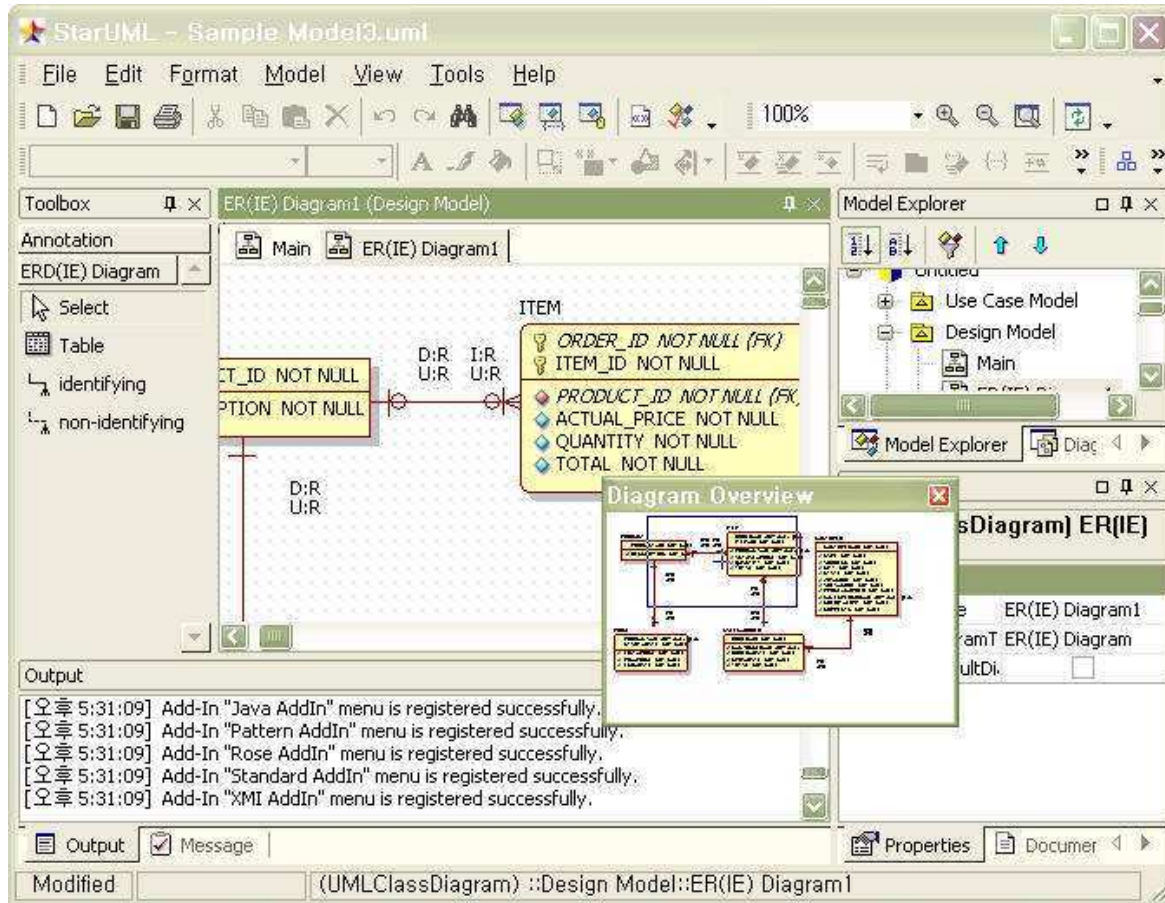 StarUML - Sample Model3.uml
File Edit Format Model View Tools Help
100%
Toolbox
Annotation
ERD(IE) Diagram
Select
Table
identifying
non-identifying
ER(IE) Diagram1 (Design Model)
Main ER(IE) Diagram1
CT_ID NOT NULL
PTION NOT NULL
D:R I:R
U:R U:R
ITEM
ORDER_ID NOT NULL (FK)
ITEM_ID NOT NULL
PRODUCT_ID NOT NULL (FK)
ACTUAL_PRICE NOT NULL
QUANTITY NOT NULL
TOTAL NOT NULL
D:R
U:R
Model Explorer
Untitled
Use Case Model
Design Model
Main
ER(IE) Diagram1
Model Explorer Diag
Diagram Overview
sDiagram) ER(IE)
e ER(IE) Diagram1
ramT ER(IE) Diagram
ultDi
Output
[오후 5:31:09] Add-In "Java AddIn" menu is registered successfully.
[오후 5:31:09] Add-In "Pattern AddIn" menu is registered successfully.
[오후 5:31:09] Add-In "Rose AddIn" menu is registered successfully.
[오후 5:31:09] Add-In "Standard AddIn" menu is registered successfully.
[오후 5:31:09] Add-In "XMI AddIn" menu is registered successfully.
Output Message
Properties Documer
Modified
(UMLClassDiagram) ::Design Model::ER(IE) Diagram1